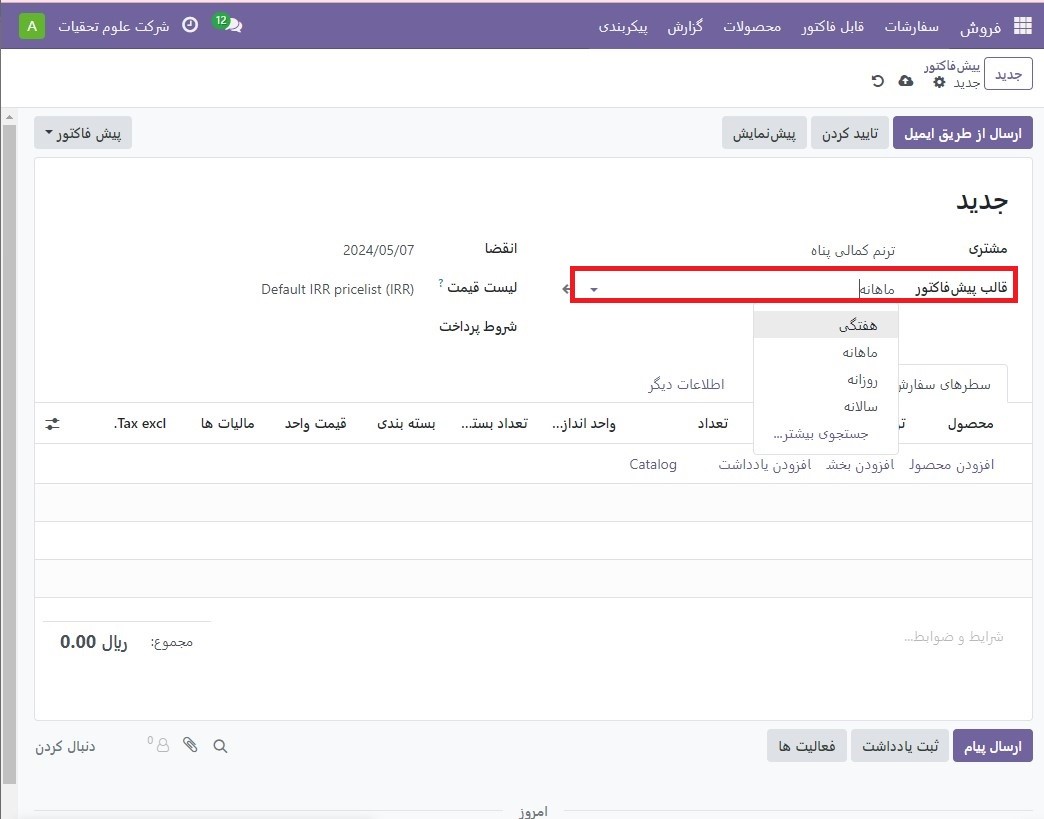 فروش سفارشات قابل فاکتور محصولات گزارش پیکربندی 12 شرکت علوم تحقیات A
جدید پیش‌فاکتور
جدید
ارسال از طریق ایمیل تایید کردن پیش‌نمایش پیش فاکتور
جدید
مشتری ترنم کمالی پناه انقضا 2024/05/07
قالب پیش‌فاکتور ماهانه لیست قیمت ? Default IRR pricelist (IRR)
شروط پرداخت
هفتگی
ماهانه
روزانه
سالانه
جستجوی بیشتر...
سطرهای سفارش اطلاعات دیگر
محصول تعداد واحد انداز... تعداد بست... بسته بندی قیمت واحد مالیات ها Tax excl.
افزودن محصول افزودن بخش افزودن یادداشت Catalog
شرایط و ضوابط...
مجموع: ریال 0.00
ارسال پیام ثبت یادداشت فعالیت ها 0 دنبال کردن
امروز